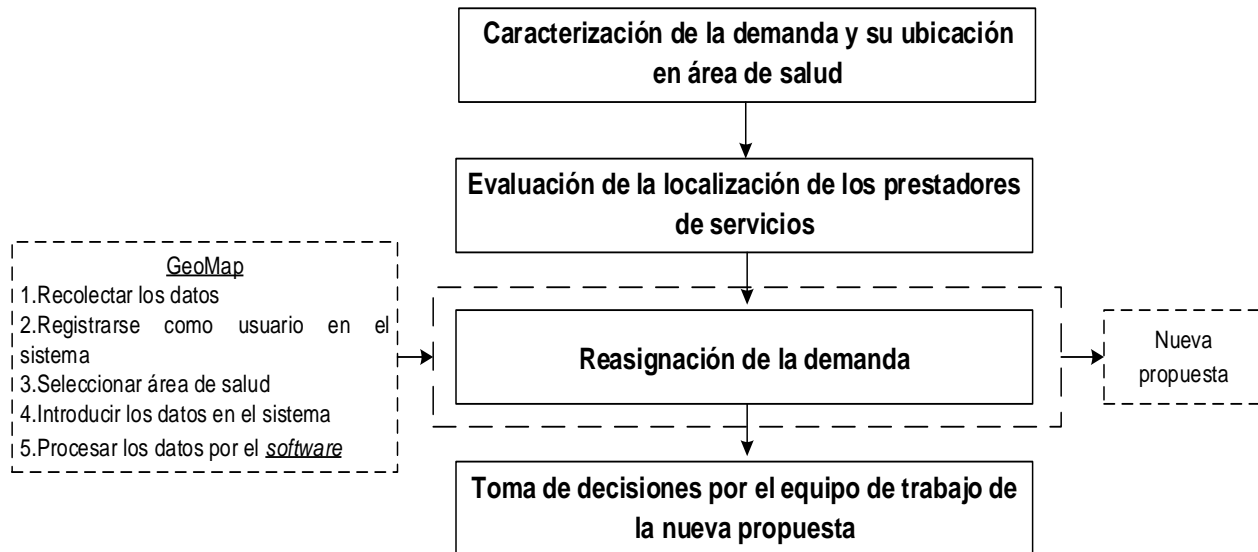 Caracterización de la demanda y su ubicación
en área de salud
Evaluación de la localización de los prestadores
de servicios
GeoMap
1.Recolectar los datos
2.Registrarse como usuario en el
sistema
3.Seleccionar área de salud
4.Introducir los datos en el sistema
5.Procesar los datos por el software
Reasignación de la demanda
Nueva
propuesta
Toma de decisiones por el equipo de trabajo de
la nueva propuesta